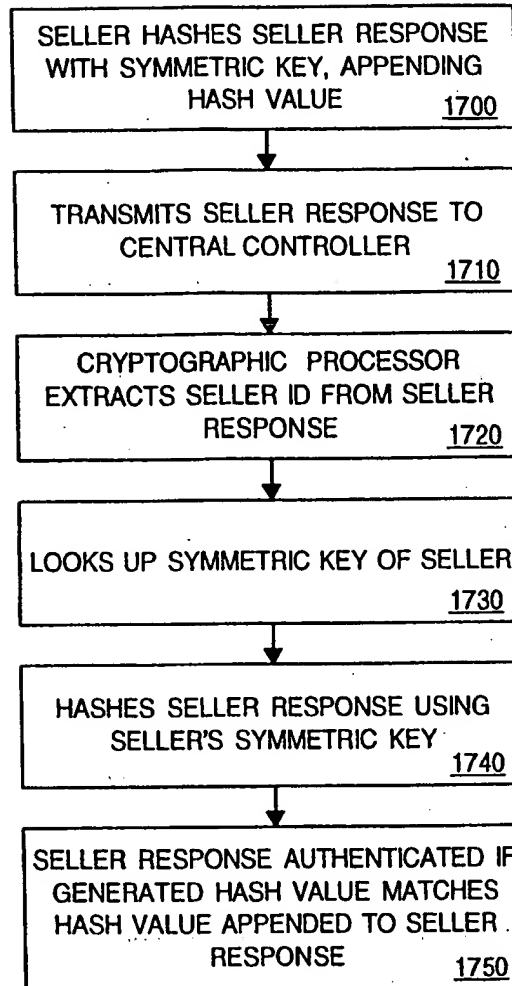 SELLER HASHES SELLER RESPONSE
WITH SYMMETRIC KEY, APPENDING
HASH VALUE
1700
TRANSMITS SELLER RESPONSE TO
CENTRAL CONTROLLER
1710
CRYPTOGRAPHIC PROCESSOR
EXTRACTS SELLER ID FROM SELLER
RESPONSE
1720
LOOKS UP SYMMETRIC KEY OF SELLER
1730
HASHES SELLER RESPONSE USING
SELLER'S SYMMETRIC KEY
1740
SELLER RESPONSE AUTHENTICATED IF
GENERATED HASH VALUE MATCHES
HASH VALUE APPENDED TO SELLER
RESPONSE
1750